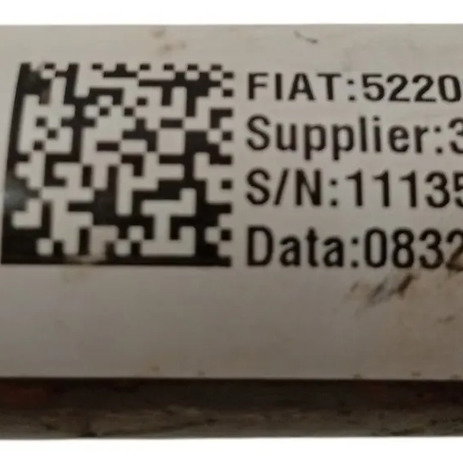 FIAT:5220
Supplier:3
S/N:11135
Data:0832